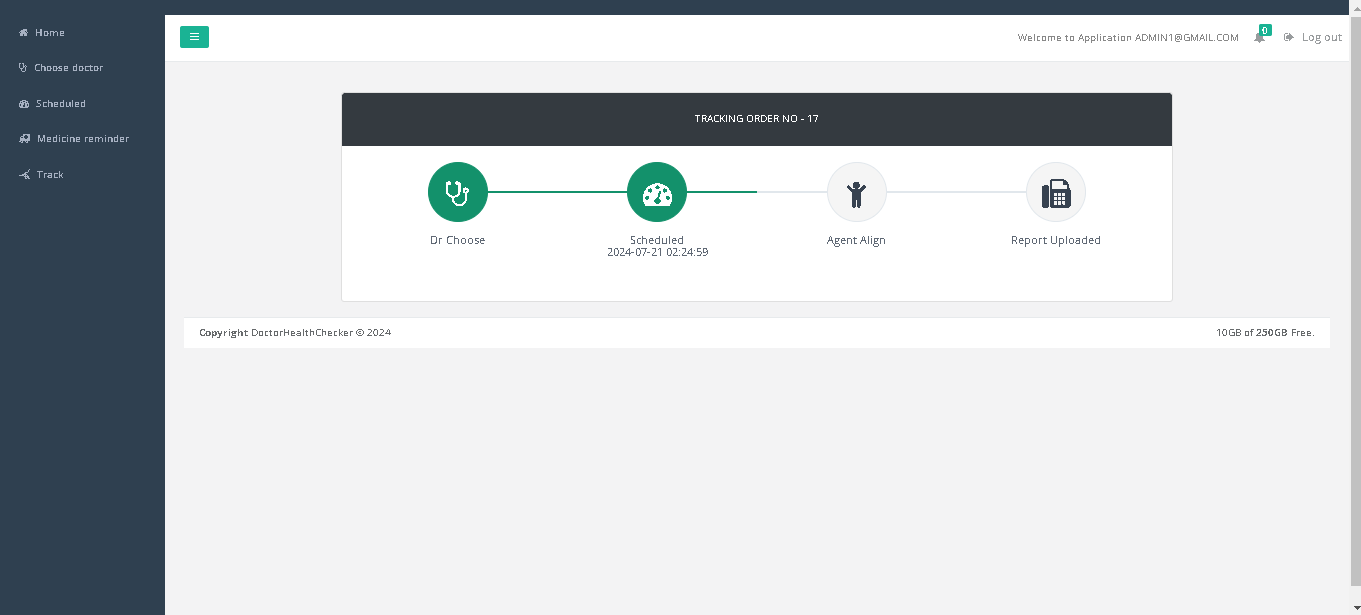 Home
Choose doctor
Scheduled
Medicine reminder
Track
Welcome to Application ADMIN1@GMAIL.COM
0
Log out
TRACKING ORDER NO - 17
Dr Choose
Scheduled
2024-07-21 02:24:59
Agent Align
Report Uploaded
Copyright DoctorHealthChecker © 2024
10GB of 250GB Free.